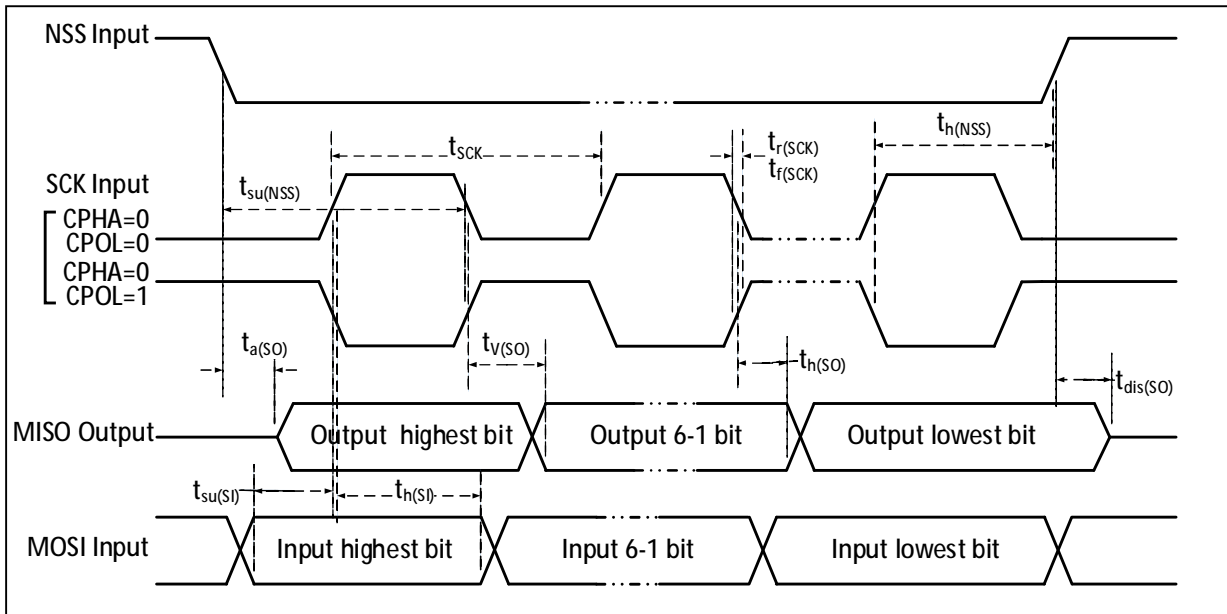 NSS Input
t_SCK
t_h(NSS)
t_r(SCK)
t_f(SCK)
SCK Input
t_su(NSS)
CPHA=0
CPOL=0
CPHA=0
CPOL=1
t_a(SO)
t_V(SO)
t_h(SO)
t_dis(SO)
MISO Output
Output highest bit
Output 6-1 bit
Output lowest bit
t_su(SI)
t_h(SI)
MOSI Input
Input highest bit
Input 6-1 bit
Input lowest bit